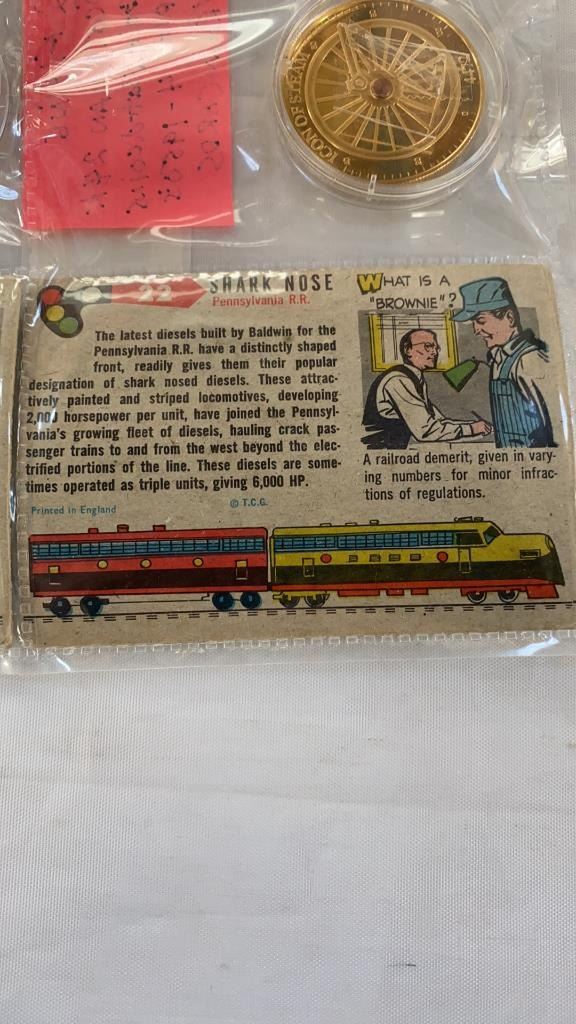 ICON OF STEAM
22
SHARK NOSE
Pennsylvania R.R.
The latest diesels built by Baldwin for the
Pennsylvania R.R. have a distinctly shaped
front, readily gives them their popular
designation of shark nosed diesels. These attrac-
tively painted and striped locomotives, developing
2,000 horsepower per unit, have joined the Pennsyl-
vania's growing fleet of diesels, hauling crack pas-
senger trains to and from the west beyond the elec-
trified portions of the line. These diesels are some-
times operated as triple units, giving 6,000 HP.
Printed in England
© T.C.G.
WHAT IS A
"BROWNIE"?
A railroad demerit, given in vary-
ing numbers for minor infrac-
tions of regulations.